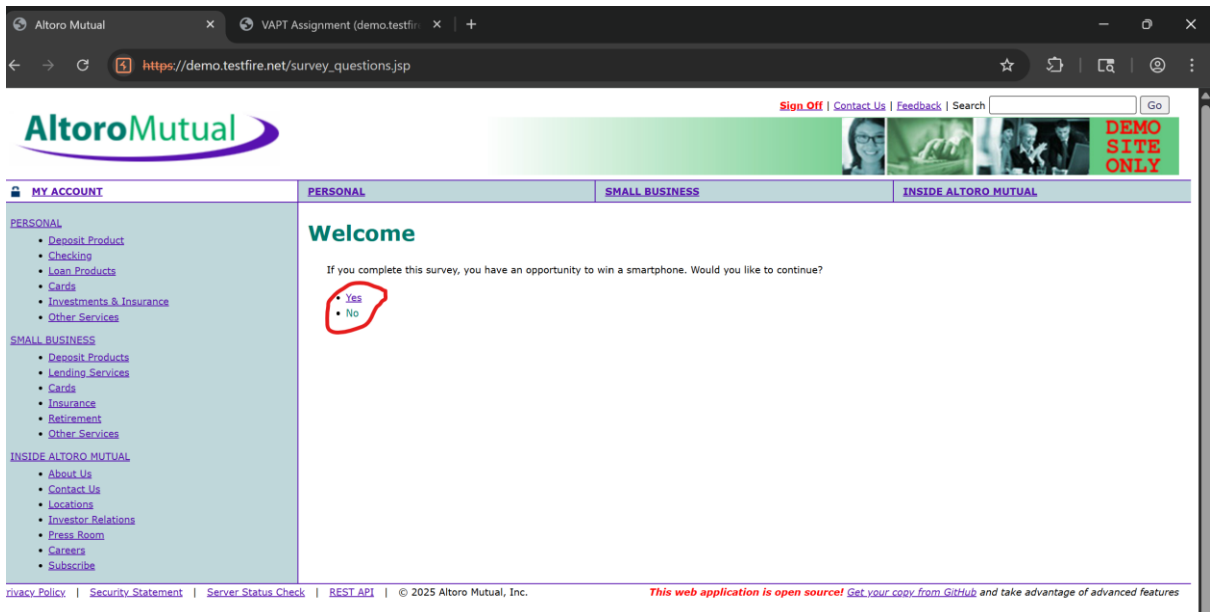 Altoro Mutual
VAPT Assignment (demo.testfin
https://demo.testfire.net/survey_questions.jsp
Sign Off | Contact Us | Feedback | Search Go
AltoroMutual
DEMO
SITE
ONLY
MY ACCOUNT
PERSONAL
SMALL BUSINESS
INSIDE ALTORO MUTUAL
PERSONAL
• Deposit Product
• Checking
• Loan Products
• Cards
• Investments & Insurance
• Other Services
SMALL BUSINESS
• Deposit Products
• Lending Services
• Cards
• Insurance
• Retirement
• Other Services
INSIDE ALTORO MUTUAL
• About Us
• Contact Us
• Locations
• Investor Relations
• Press Room
• Careers
• Subscribe
Welcome
If you complete this survey, you have an opportunity to win a smartphone. Would you like to continue?
• Yes
• No
rivacy Policy | Security Statement | Server Status Check | REST API | © 2025 Altoro Mutual, Inc.
This web application is open source! Get your copy from GitHub and take advantage of advanced features